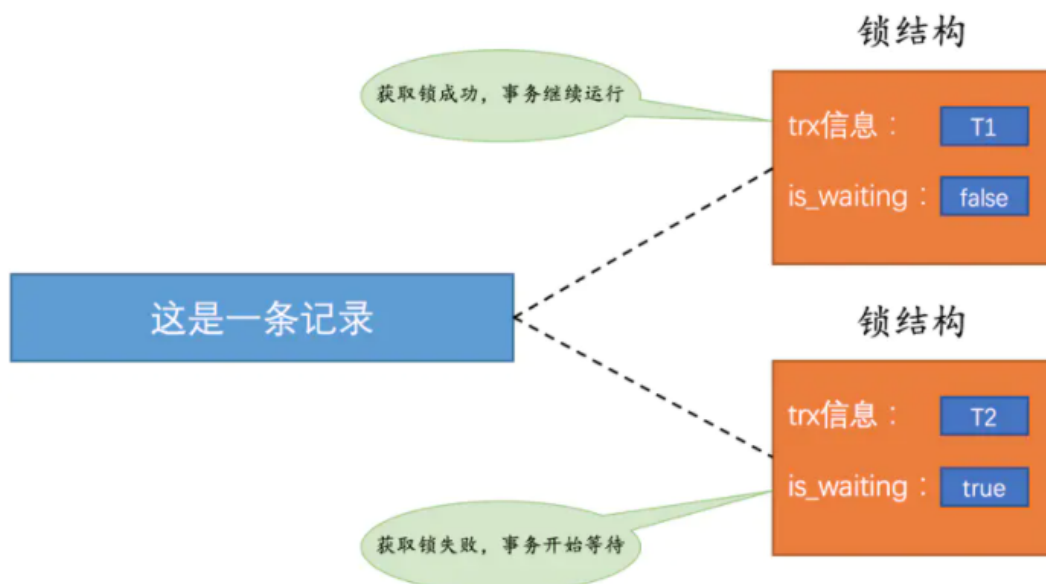 锁结构
获取锁成功，事务继续运行
trx信息： T1
is_waiting： false
这是一条记录
锁结构
trx信息： T2
is_waiting： true
获取锁失败，事务开始等待